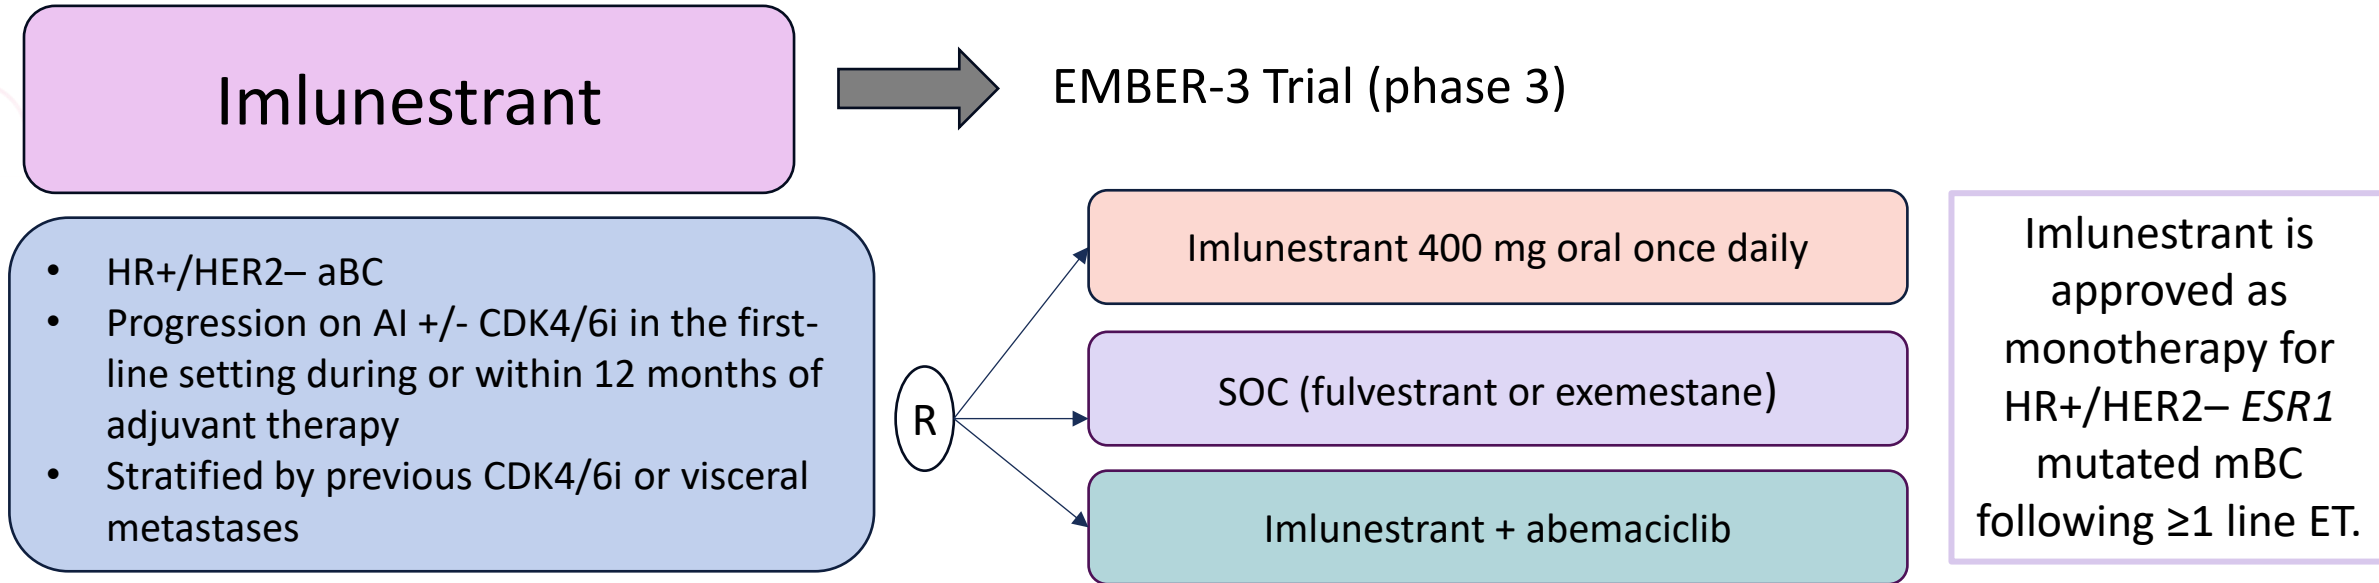 Imlunestrant
EMBER-3 Trial (phase 3)
• HR+/HER2– aBC
• Progression on AI +/- CDK4/6i in the first-
line setting during or within 12 months of
adjuvant therapy
• Stratified by previous CDK4/6i or visceral
metastases
R
Imlunestrant 400 mg oral once daily
SOC (fulvestrant or exemestane)
Imlunestrant + abemaciclib
Imlunestrant is
approved as
monotherapy for
HR+/HER2– ESR1
mutated mBC
following ≥1 line ET.